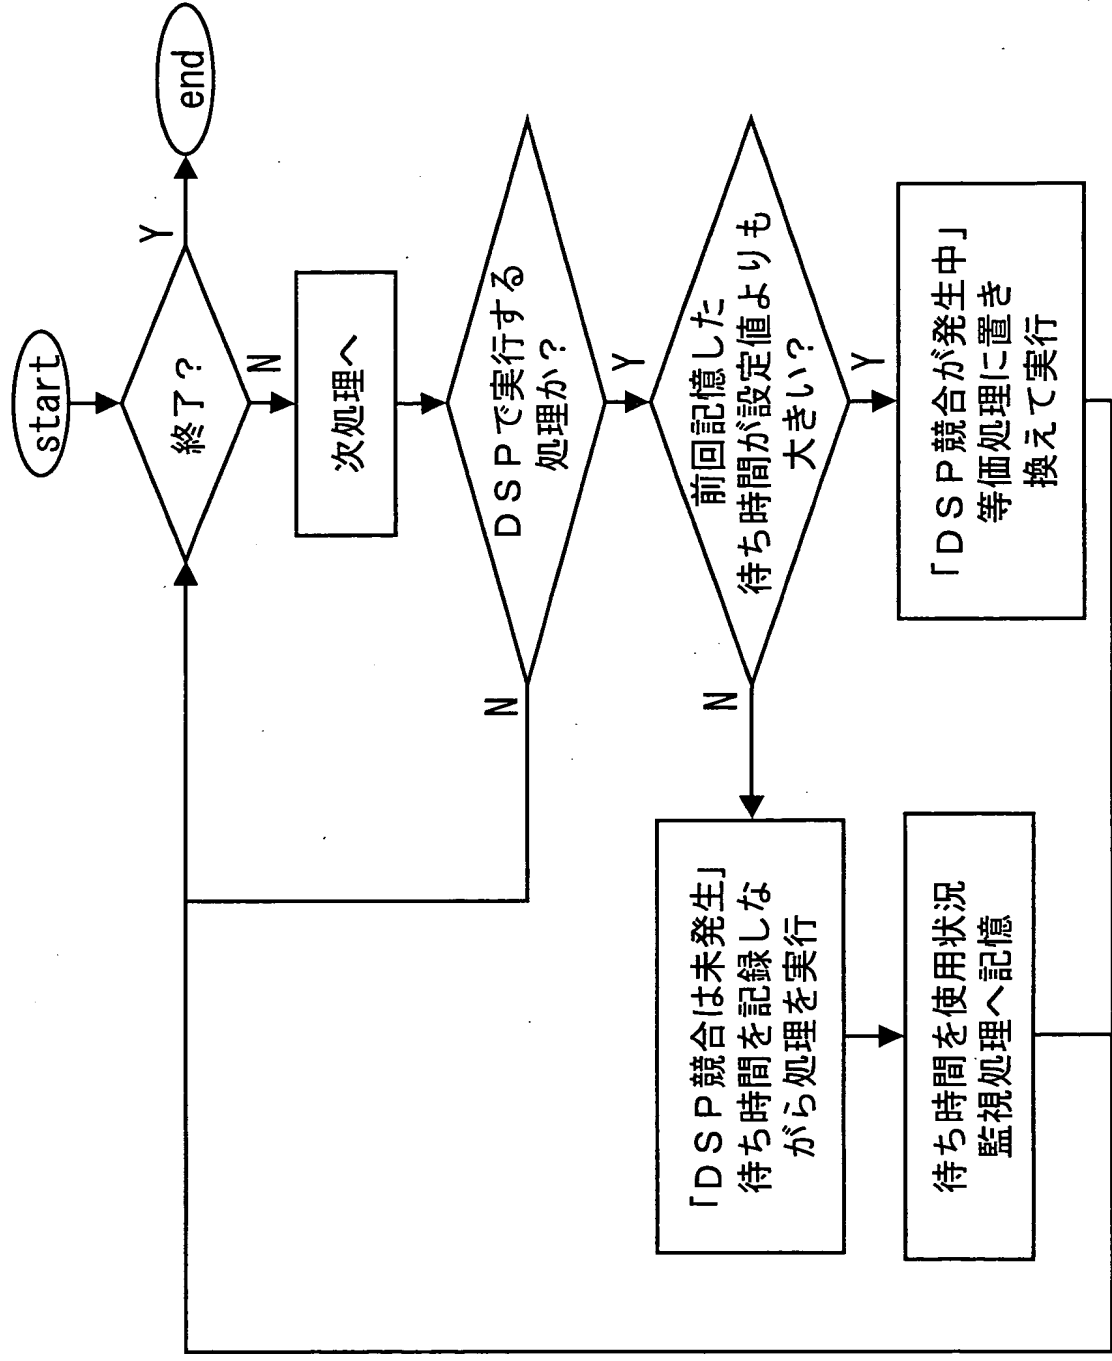 start
終了?
Y
end
N
次処理へ
DSPで実行する
処理か?
N
Y
前回記憶した
待ち時間が設定値よりも
大きい?
N
Y
「DSP競合は未発生」
待ち時間を記録しな
がら処理を実行
待ち時間を使用状況
監視処理へ記憶
「DSP競合が発生中」
等価処理に置き
換えて実行